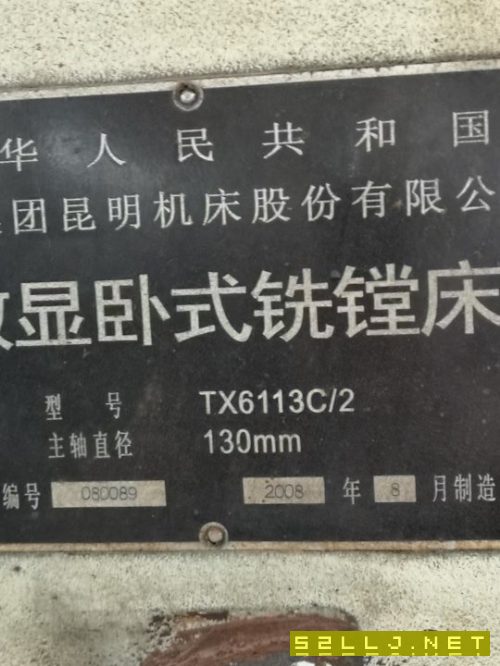 华人民共和国
团昆明机床股份有限公
显卧式铣镗床
型号 TX6113C/2
主轴直径 130mm
编号 080089 2008 年 8 月制造
52LLJ.NET